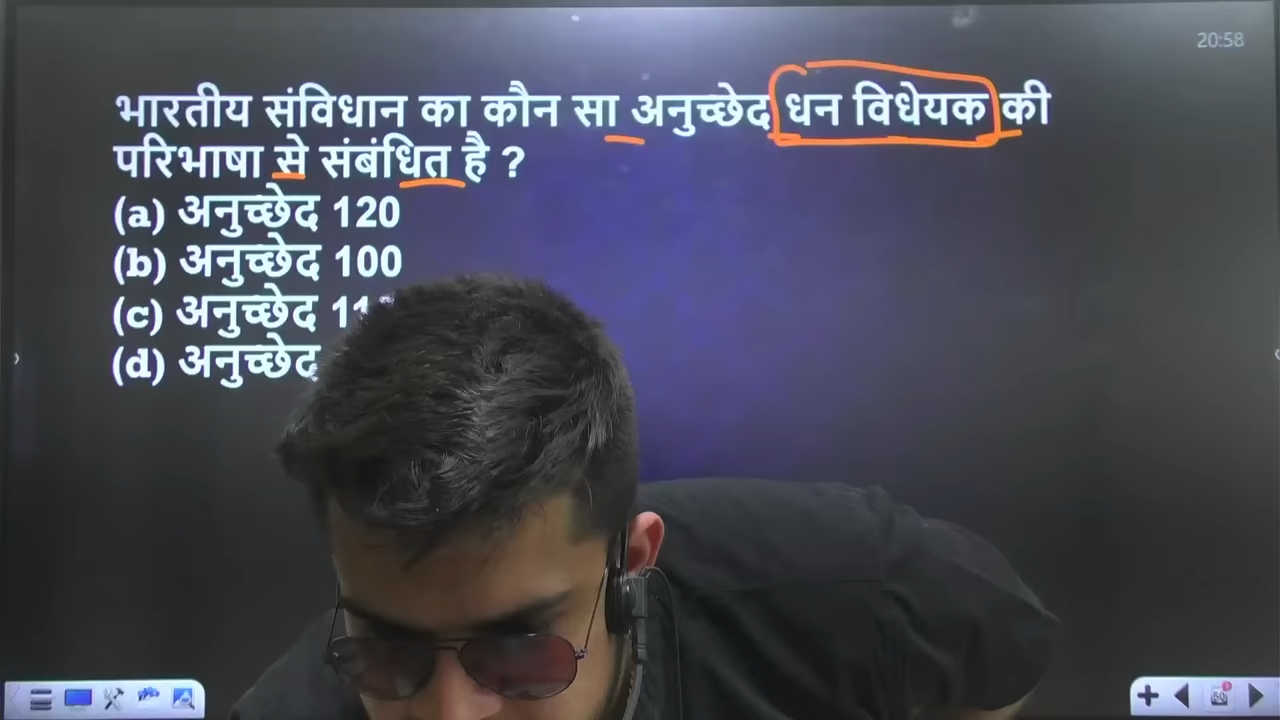 20:58
भारतीय संविधान का कौन सा अनुच्छेद धन विधेयक की
परिभाषा से संबंधित है ?
(a) अनुच्छेद 120
(b) अनुच्छेद 100
(c) अनुच्छेद
(d) अनुच्छेद